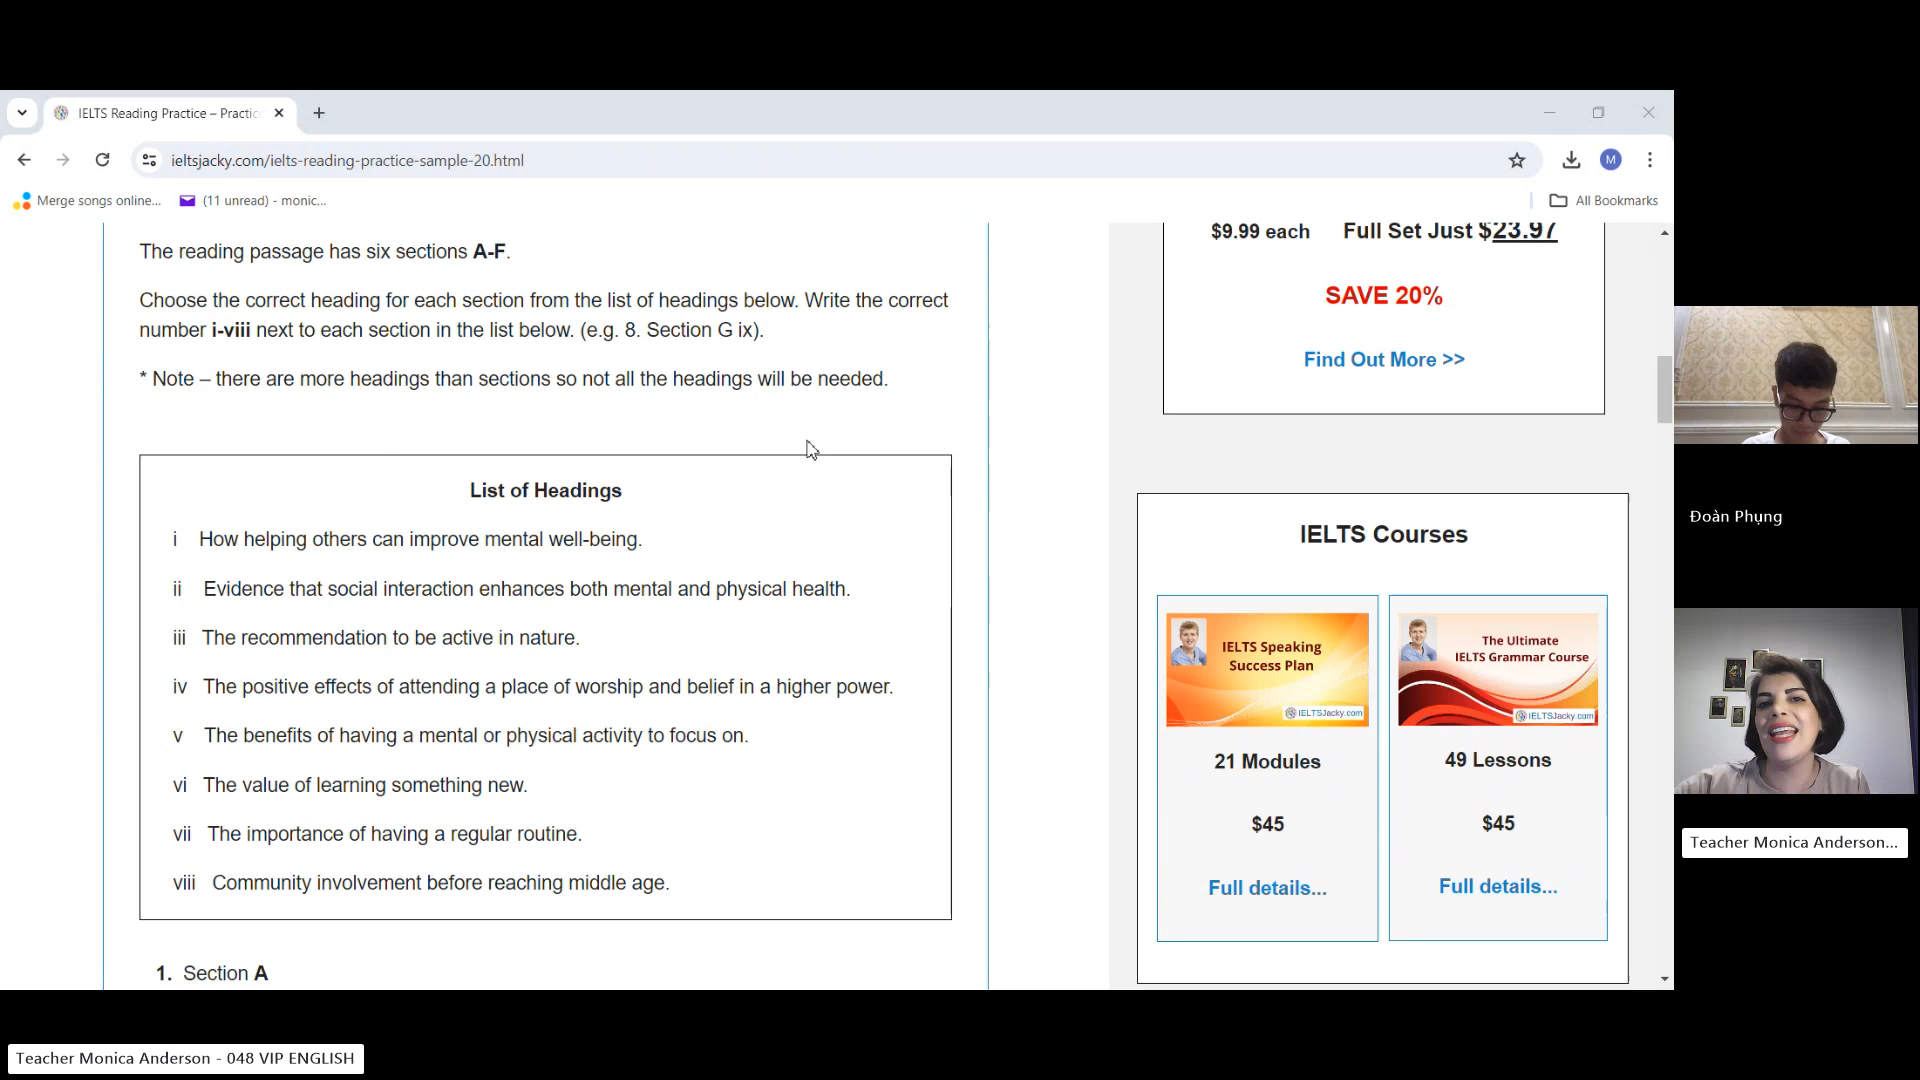 IELTS Reading Practice – Practic
ieltsjacky.com/ielts-reading-practice-sample-20.html
M
Merge songs online...
(11 unread) - monic...
All Bookmarks
The reading passage has six sections A-F.
Choose the correct heading for each section from the list of headings below. Write the correct
number i-viii next to each section in the list below. (e.g. 8. Section G ix).
* Note – there are more headings than sections so not all the headings will be needed.
List of Headings
i How helping others can improve mental well-being.
ii Evidence that social interaction enhances both mental and physical health.
iii The recommendation to be active in nature.
iv The positive effects of attending a place of worship and belief in a higher power.
v The benefits of having a mental or physical activity to focus on.
vi The value of learning something new.
vii The importance of having a regular routine.
viii Community involvement before reaching middle age.
1. Section A
$9.99 each Full Set Just $23.97
SAVE 20%
Find Out More >>
IELTS Courses
IELTS Speaking
Success Plan
IELTSJacky.com
21 Modules
$45
Full details...
The Ultimate
IELTS Grammar Course
IELTSJacky.com
49 Lessons
$45
Full details...
Đoàn Phụng
Teacher Monica Anderson...
Teacher Monica Anderson - 048 VIP ENGLISH